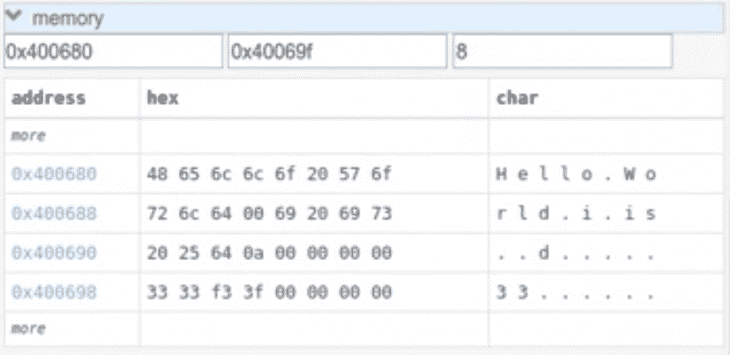 memory
0x400680 0x40069f 8
address hex char
more
0x400680 48 65 6c 6c 6f 20 57 6f H e l l o . W o
0x400688 72 6c 64 00 69 20 69 73 r l d . i . i s
0x400690 20 25 64 0a 00 00 00 00 . . d . . . . .
0x400698 33 33 f3 3f 00 00 00 00 3 3 . . . . . .
more